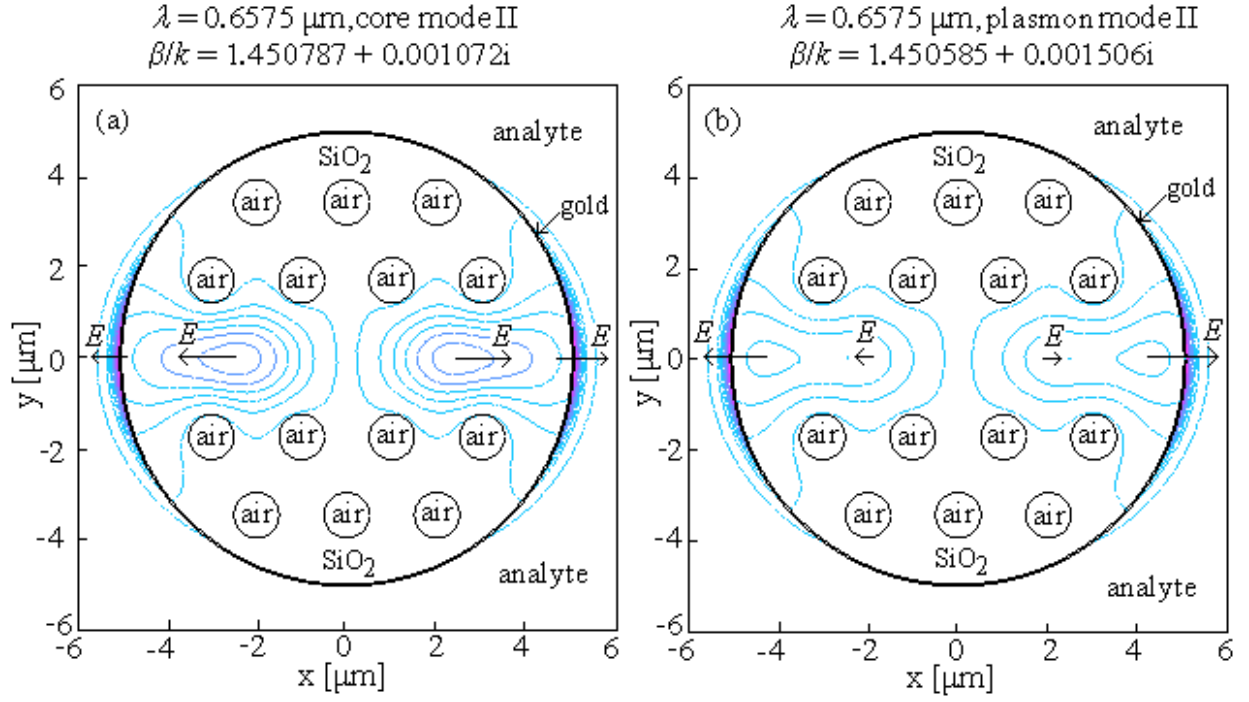 λ = 0.6575 μm, core mode II
β/k = 1.450787 + 0.001072i
(a)
analyte
SiO₂
gold
air air air
air air air air
E E E E
air air air air
air air air
SiO₂
analyte
6
4
2
0
-2
-4
-6
y [μm]
-6 -4 -2 0 2 4 6
x [μm]
λ = 0.6575 μm, plasmon mode II
β/k = 1.450585 + 0.001506i
(b)
analyte
SiO₂
gold
air air air
air air air air
E E E E
air air air air
air air air
SiO₂
analyte
6
4
2
0
-2
-4
-6
y [μm]
-6 -4 -2 0 2 4 6
x [μm]